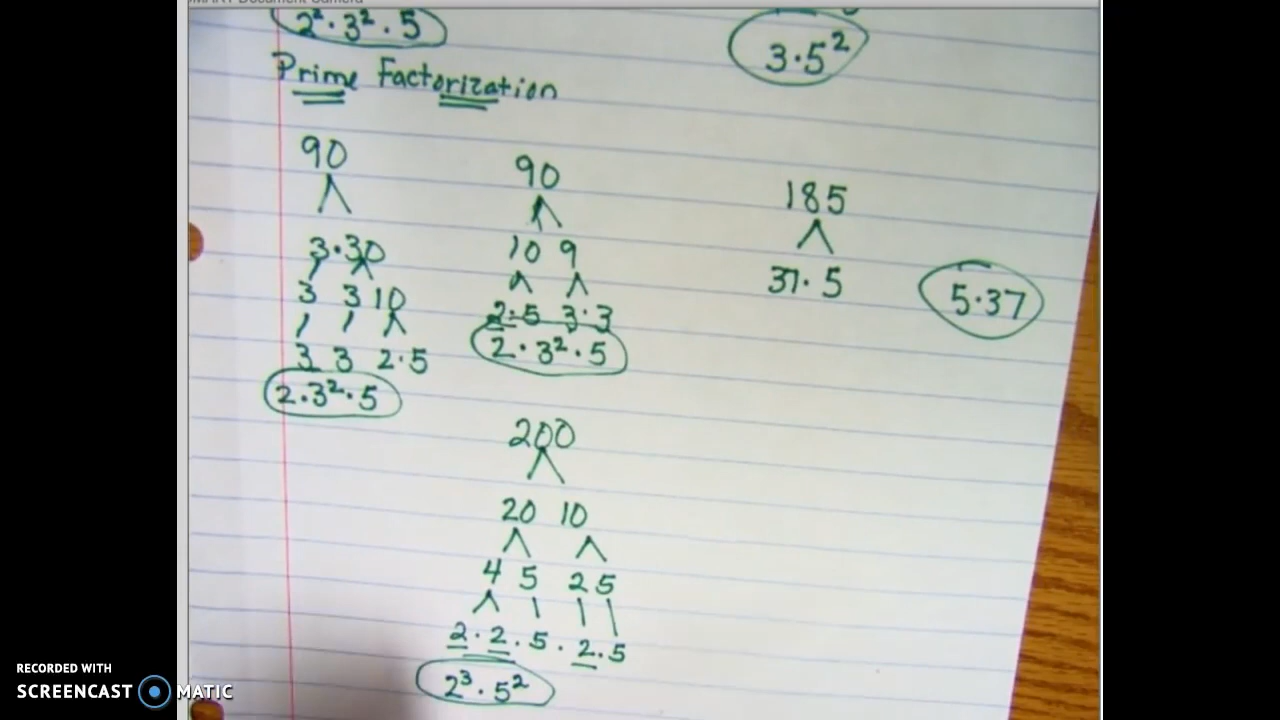 2² · 3² · 5
3 · 5²
Prime Factorization
90
3 · 30
3 3 10
3 3 2 · 5
2 · 3² · 5
90
10 9
2 · 5 3 · 3
2 · 3² · 5
185
37 · 5
5 · 37
200
20 10
4 5 2 5
2 · 2 · 5 · 2 · 5
2³ · 5²
RECORDED WITH
SCREENCAST MATIC